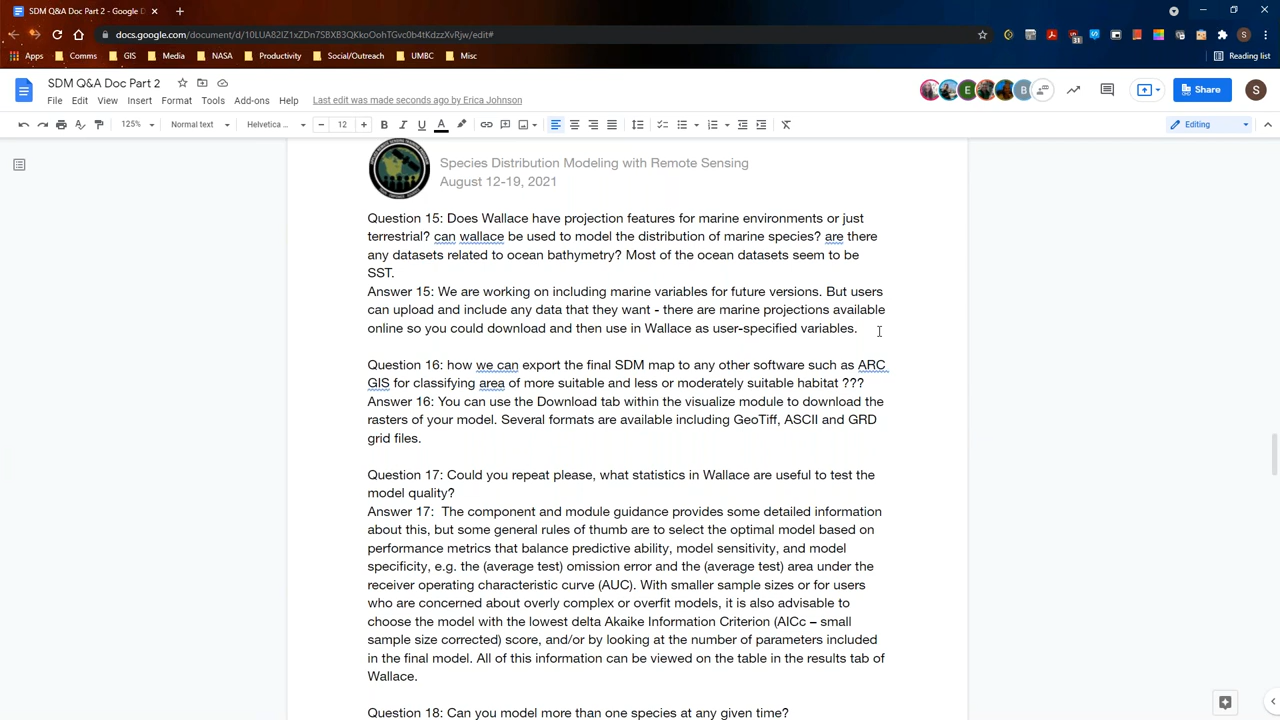 SDM Q&A Doc Part 2 - Google D
docs.google.com/document/d/10LUA82IZ1xZDn7SBXB3QKkoOohTGvc0b4tKdzzXvRjw/edit#
Apps Comms GIS Media NASA Productivity Social/Outreach UMBC Misc Reading list
SDM Q&A Doc Part 2
File Edit View Insert Format Tools Add-ons Help Last edit was made seconds ago by Erica Johnson
Share
S
125% Normal text Helvetica ... 12 B I U A Editing
Species Distribution Modeling with Remote Sensing
August 12-19, 2021
Question 15: Does Wallace have projection features for marine environments or just
terrestrial? can wallace be used to model the distribution of marine species? are there
any datasets related to ocean bathymetry? Most of the ocean datasets seem to be
SST.
Answer 15: We are working on including marine variables for future versions. But users
can upload and include any data that they want - there are marine projections available
online so you could download and then use in Wallace as user-specified variables.
Question 16: how we can export the final SDM map to any other software such as ARC
GIS for classifying area of more suitable and less or moderately suitable habitat ???
Answer 16: You can use the Download tab within the visualize module to download the
rasters of your model. Several formats are available including GeoTiff, ASCII and GRD
grid files.
Question 17: Could you repeat please, what statistics in Wallace are useful to test the
model quality?
Answer 17:  The component and module guidance provides some detailed information
about this, but some general rules of thumb are to select the optimal model based on
performance metrics that balance predictive ability, model sensitivity, and model
specificity, e.g. the (average test) omission error and the (average test) area under the
receiver operating characteristic curve (AUC). With smaller sample sizes or for users
who are concerned about overly complex or overfit models, it is also advisable to
choose the model with the lowest delta Akaike Information Criterion (AICc – small
sample size corrected) score, and/or by looking at the number of parameters included
in the final model. All of this information can be viewed on the table in the results tab of
Wallace.
Question 18: Can you model more than one species at any given time?